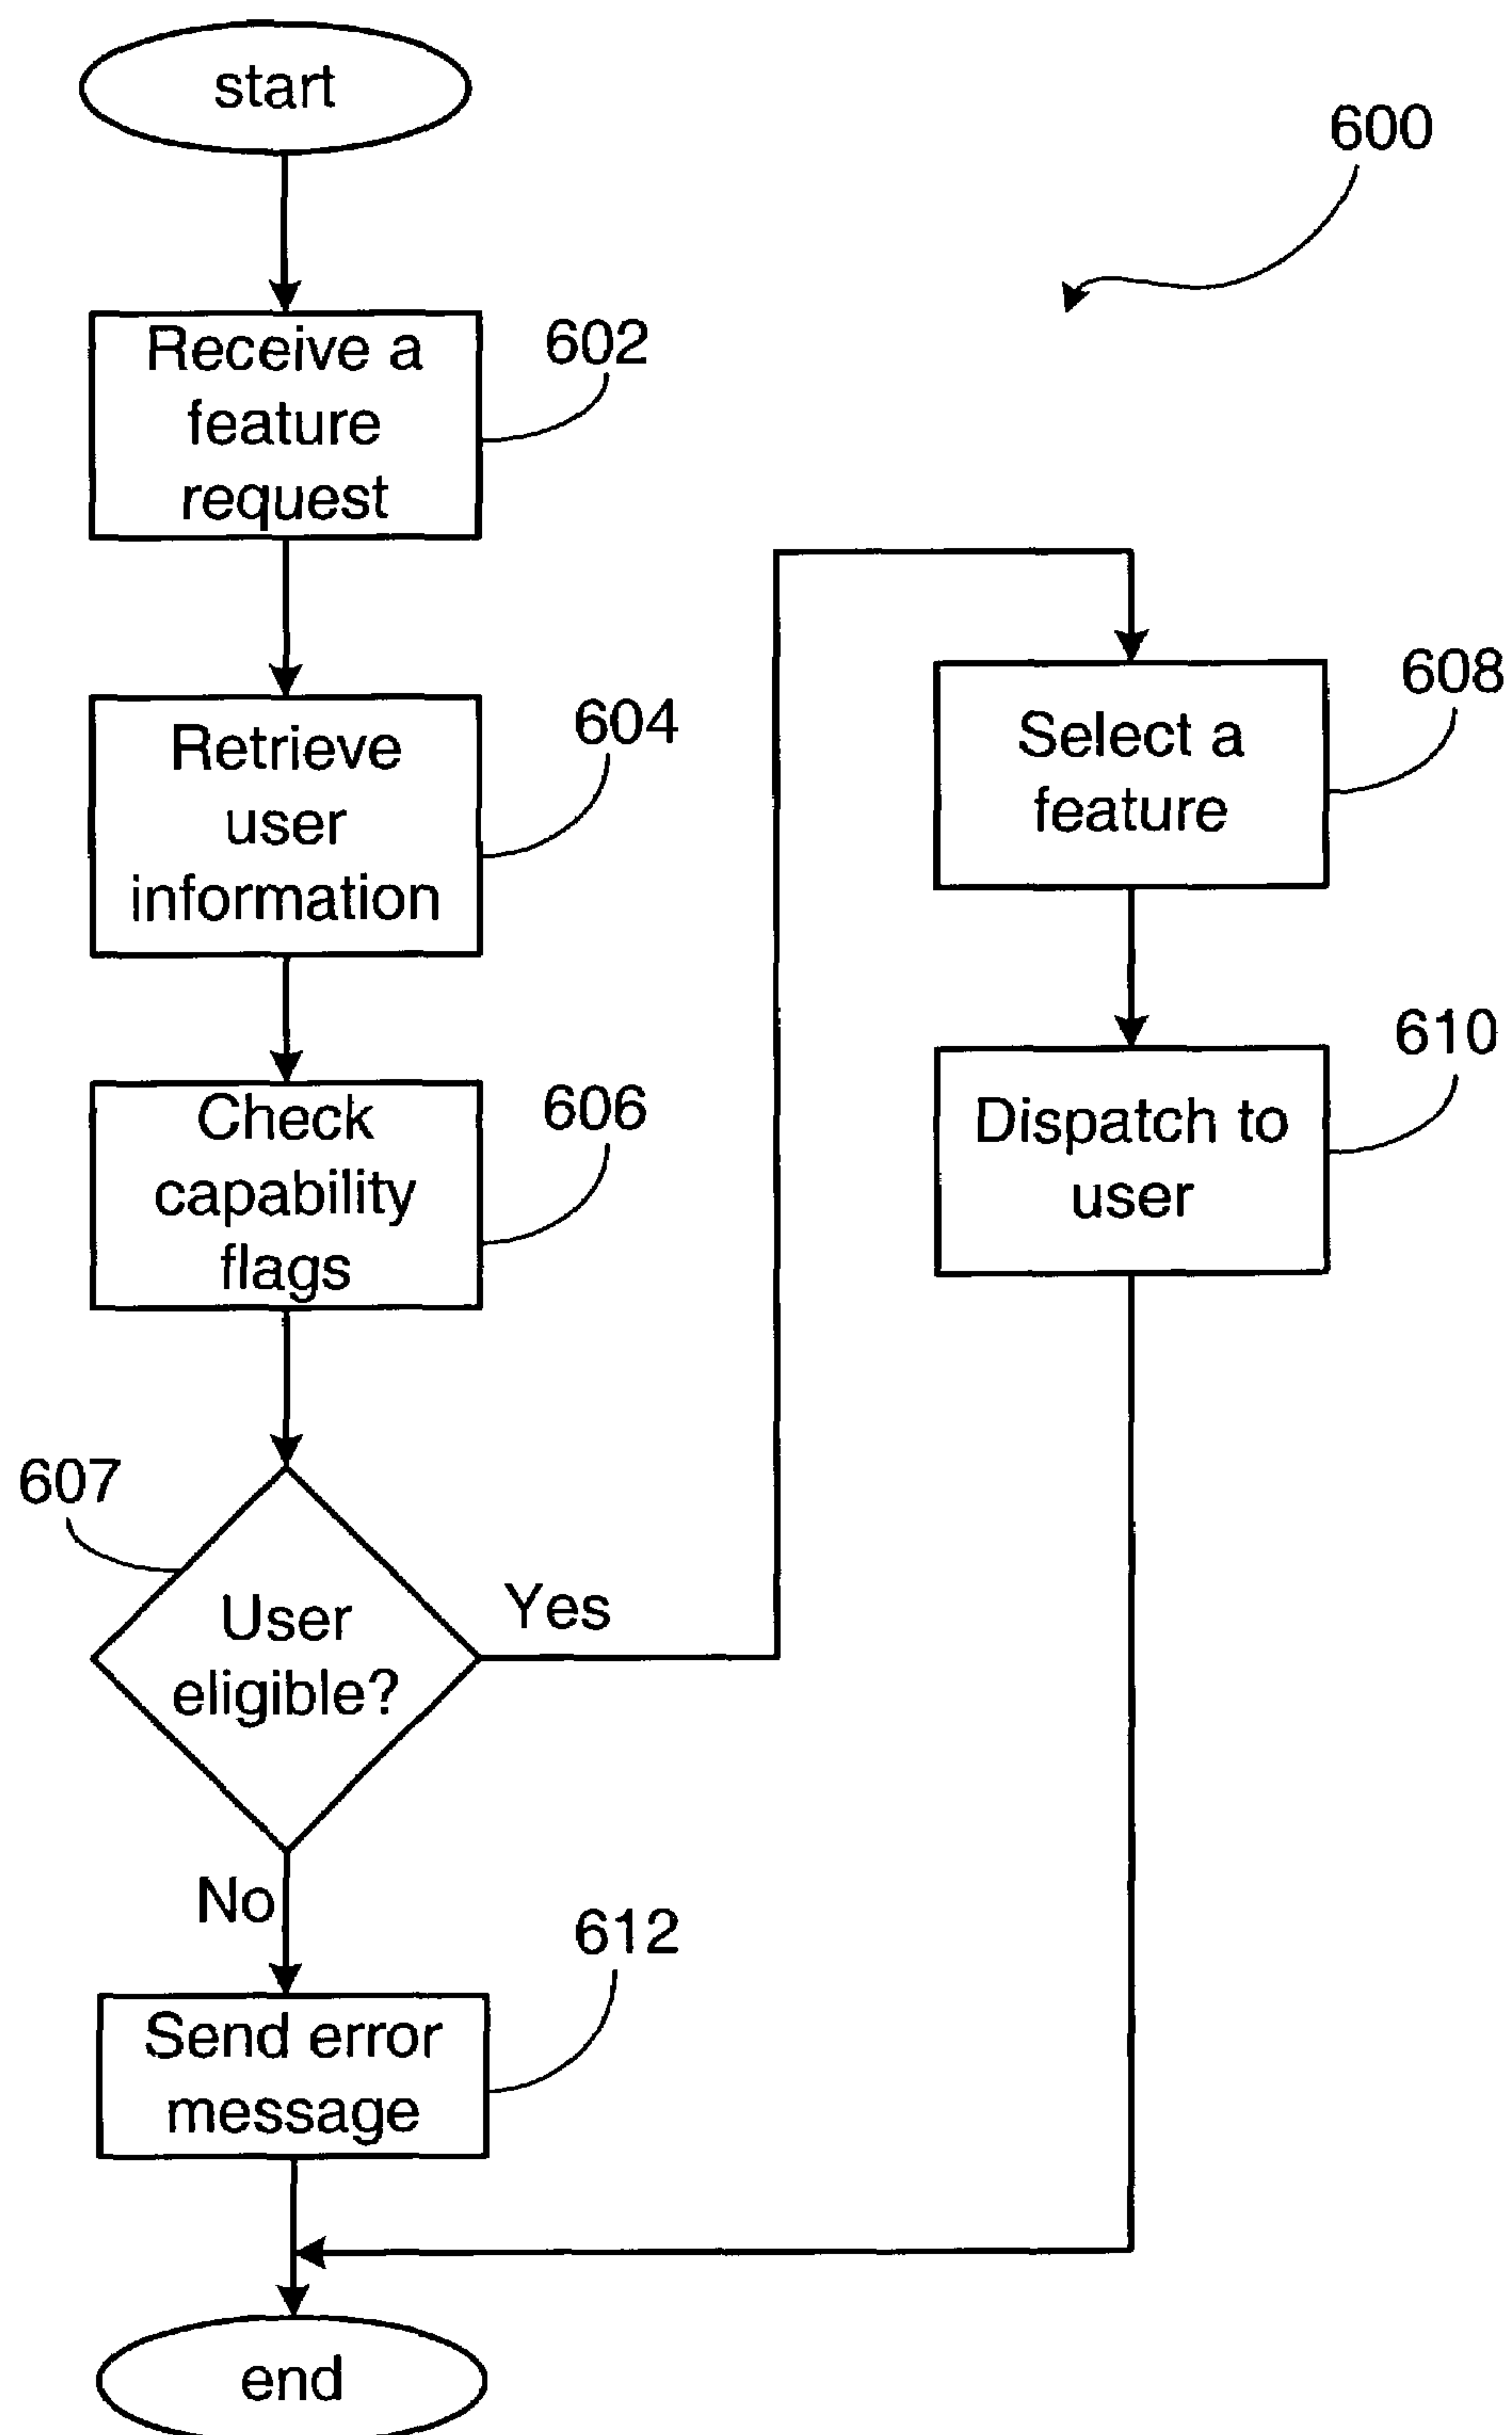 start
600
Receive a
feature
request
602
Retrieve
user
information
604
Check
capability
flags
606
607
User
eligible?
Yes
No
Send error
message
612
end
Select a
feature
608
Dispatch to
user
610